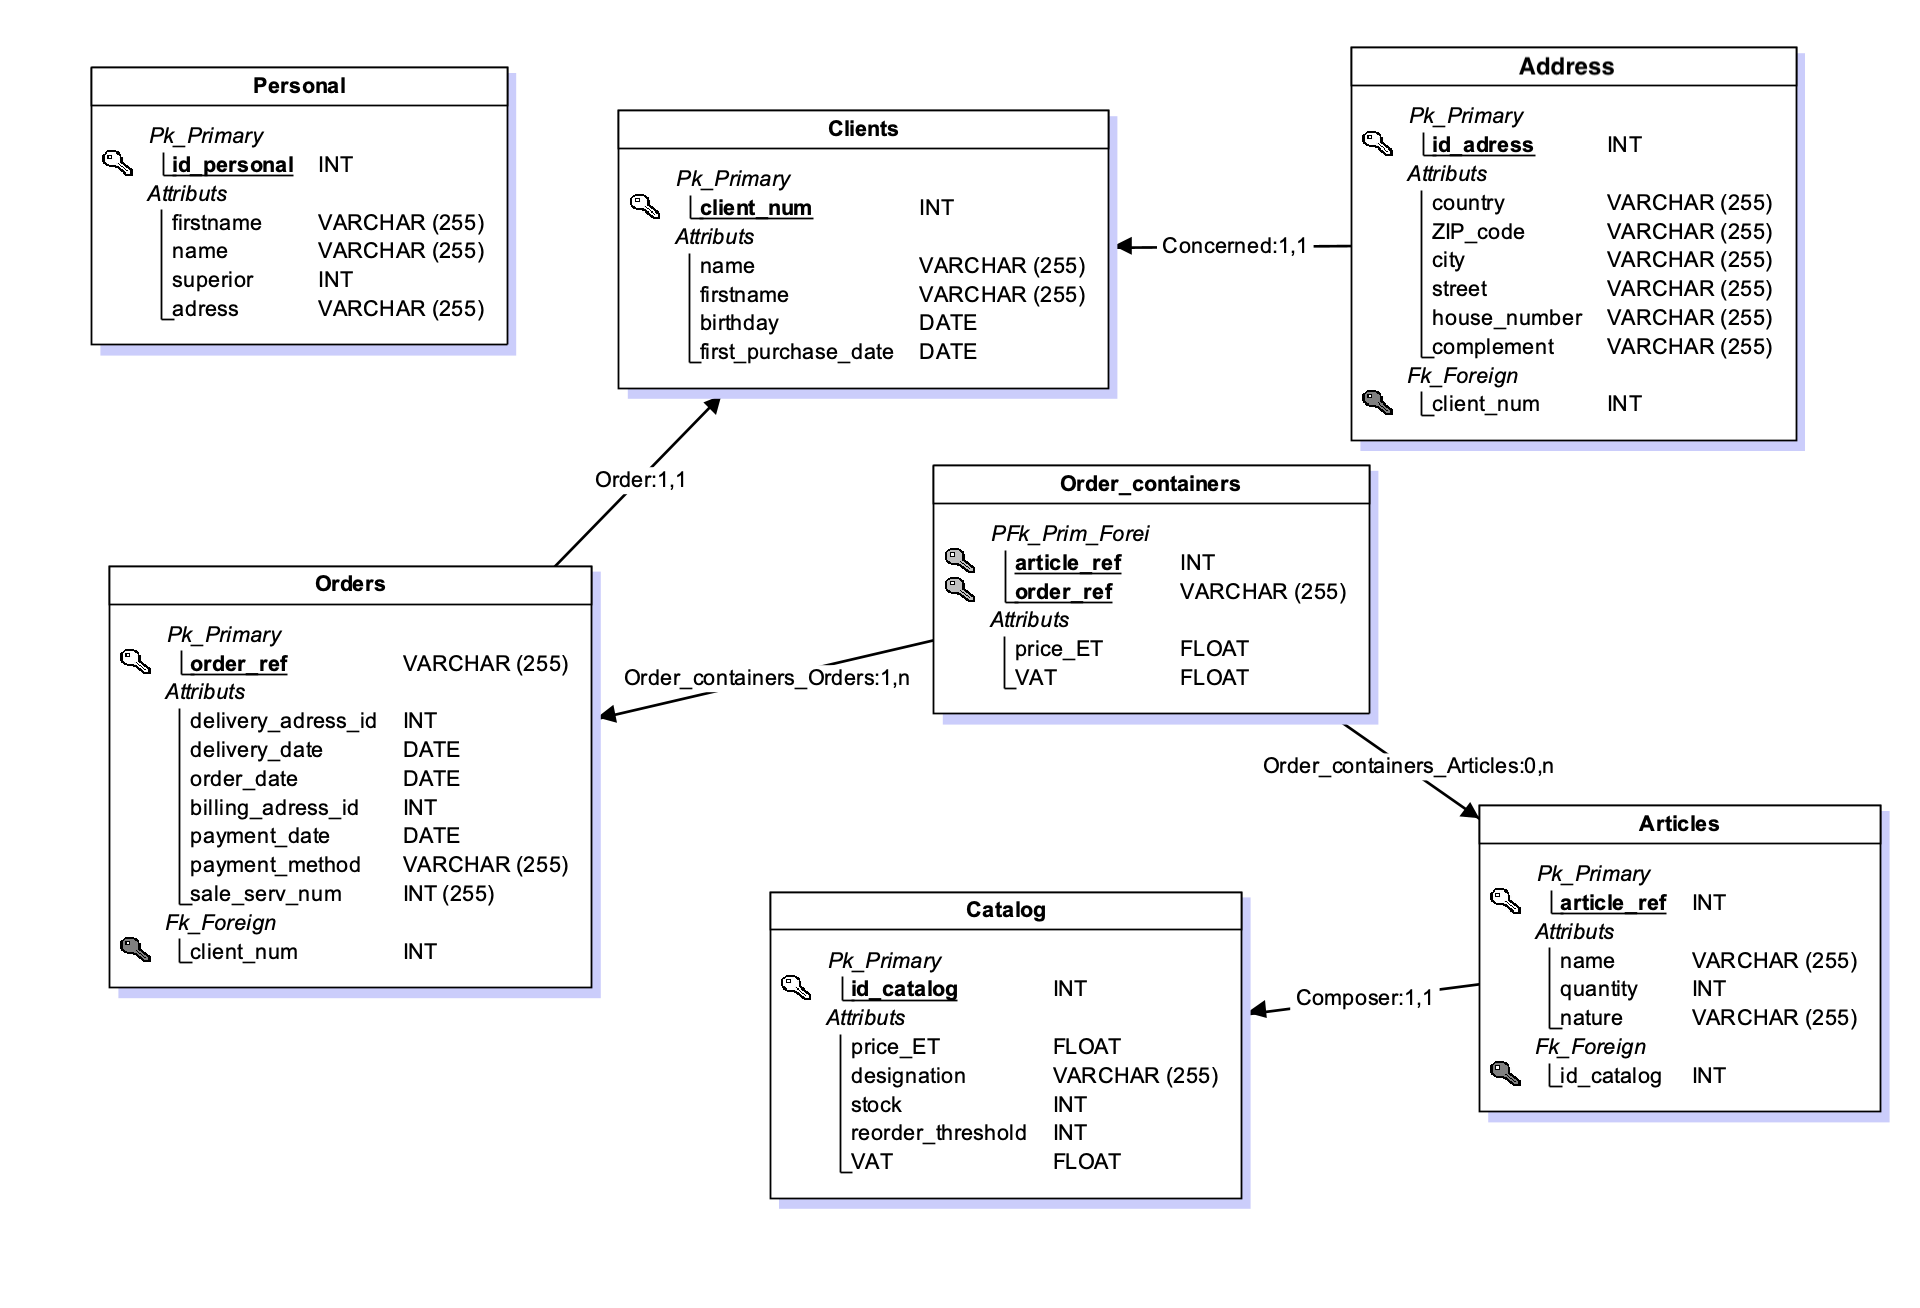 Personal
Pk_Primary
id_personal INT
Attributs
firstname VARCHAR (255)
name VARCHAR (255)
superior INT
adress VARCHAR (255)
Clients
Pk_Primary
client_num INT
Attributs
name VARCHAR (255)
firstname VARCHAR (255)
birthday DATE
first_purchase_date DATE
Concerned:1,1
Address
Pk_Primary
id_adress INT
Attributs
country VARCHAR (255)
ZIP_code VARCHAR (255)
city VARCHAR (255)
street VARCHAR (255)
house_number VARCHAR (255)
complement VARCHAR (255)
Fk_Foreign
client_num INT
Order:1,1
Orders
Pk_Primary
order_ref VARCHAR (255)
Attributs
delivery_adress_id INT
delivery_date DATE
order_date DATE
billing_adress_id INT
payment_date DATE
payment_method VARCHAR (255)
sale_serv_num INT (255)
Fk_Foreign
client_num INT
Order_containers_Orders:1,n
Order_containers
PFk_Prim_Forei
article_ref INT
order_ref VARCHAR (255)
Attributs
price_ET FLOAT
VAT FLOAT
Order_containers_Articles:0,n
Catalog
Pk_Primary
id_catalog INT
Attributs
price_ET FLOAT
designation VARCHAR (255)
stock INT
reorder_threshold INT
VAT FLOAT
Composer:1,1
Articles
Pk_Primary
article_ref INT
Attributs
name VARCHAR (255)
quantity INT
nature VARCHAR (255)
Fk_Foreign
id_catalog INT